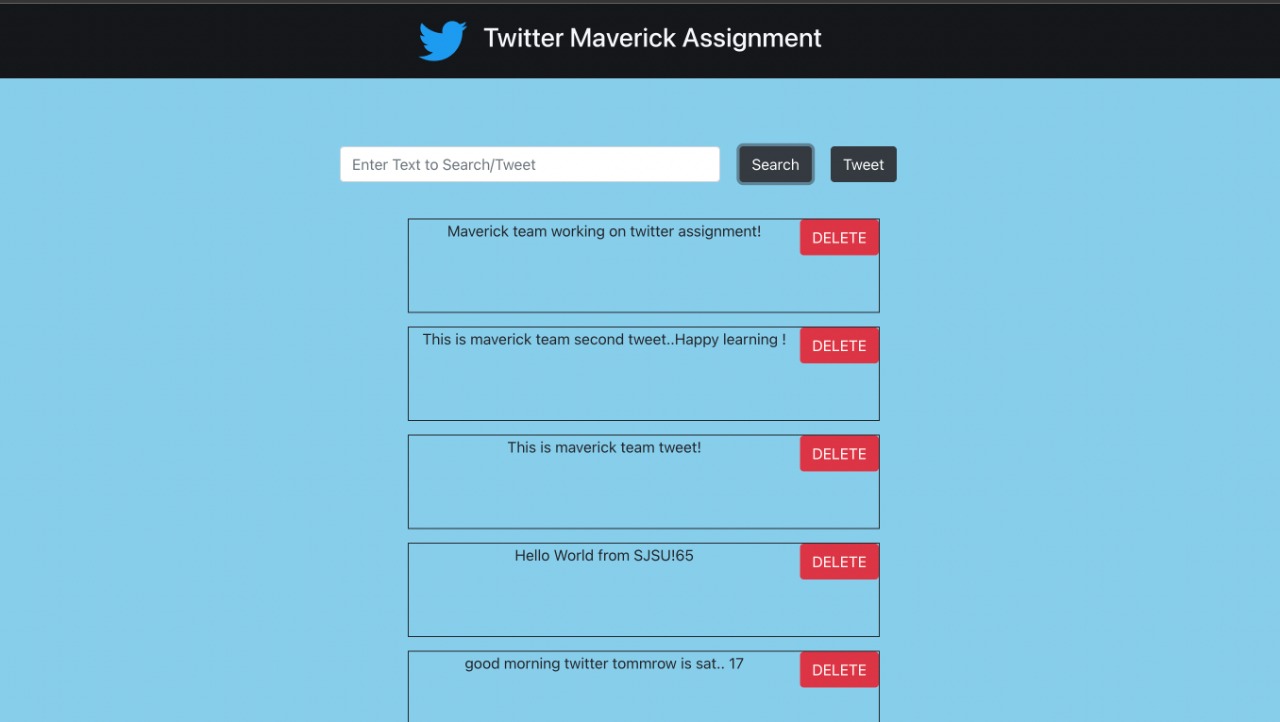 Twitter Maverick Assignment
Enter Text to Search/Tweet
Search
Tweet
Maverick team working on twitter assignment!
DELETE
This is maverick team second tweet..Happy learning !
DELETE
This is maverick team tweet!
DELETE
Hello World from SJSU!65
DELETE
good morning twitter tommrow is sat.. 17
DELETE